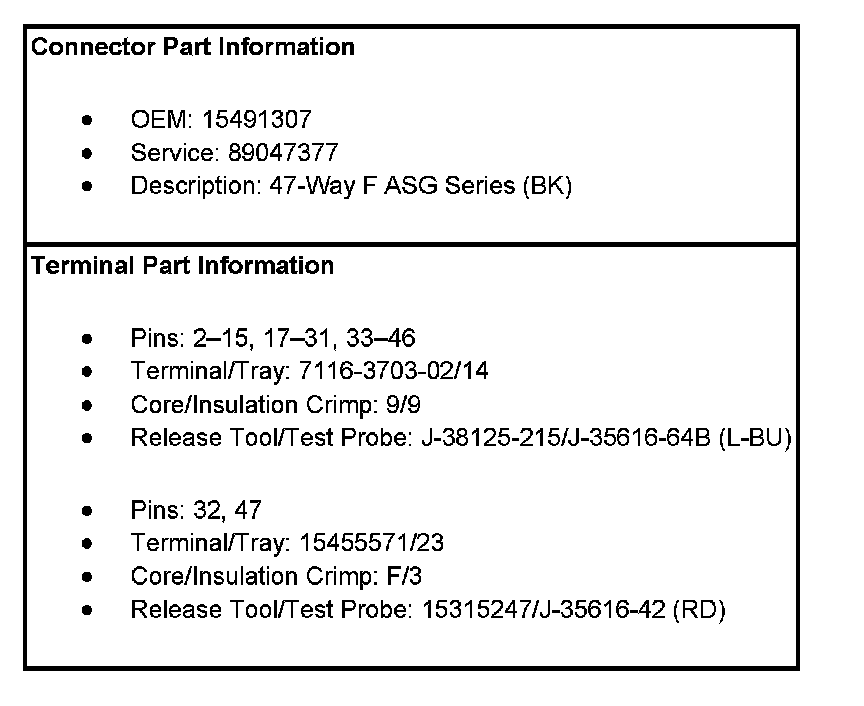 Connector Part Information
• OEM: 15491307
• Service: 89047377
• Description: 47-Way F ASG Series (BK)
Terminal Part Information
• Pins: 2–15, 17–31, 33–46
• Terminal/Tray: 7116-3703-02/14
• Core/Insulation Crimp: 9/9
• Release Tool/Test Probe: J-38125-215/J-35616-64B (L-BU)
• Pins: 32, 47
• Terminal/Tray: 15455571/23
• Core/Insulation Crimp: F/3
• Release Tool/Test Probe: 15315247/J-35616-42 (RD)